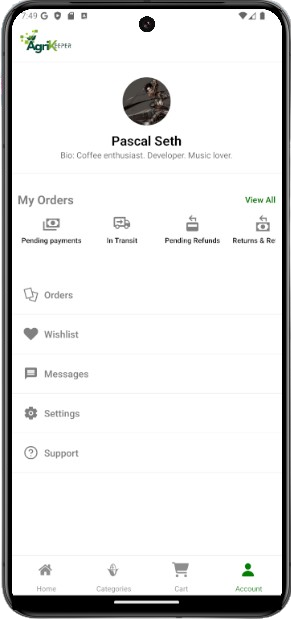 7:49 G
AgriKEEPER
Pascal Seth
Bio: Coffee enthusiast. Developer. Music lover.
My Orders View All
Pending payments In Transit Pending Refunds Returns & Re
Orders
Wishlist
Messages
Settings
Support
Home Categories Cart Account